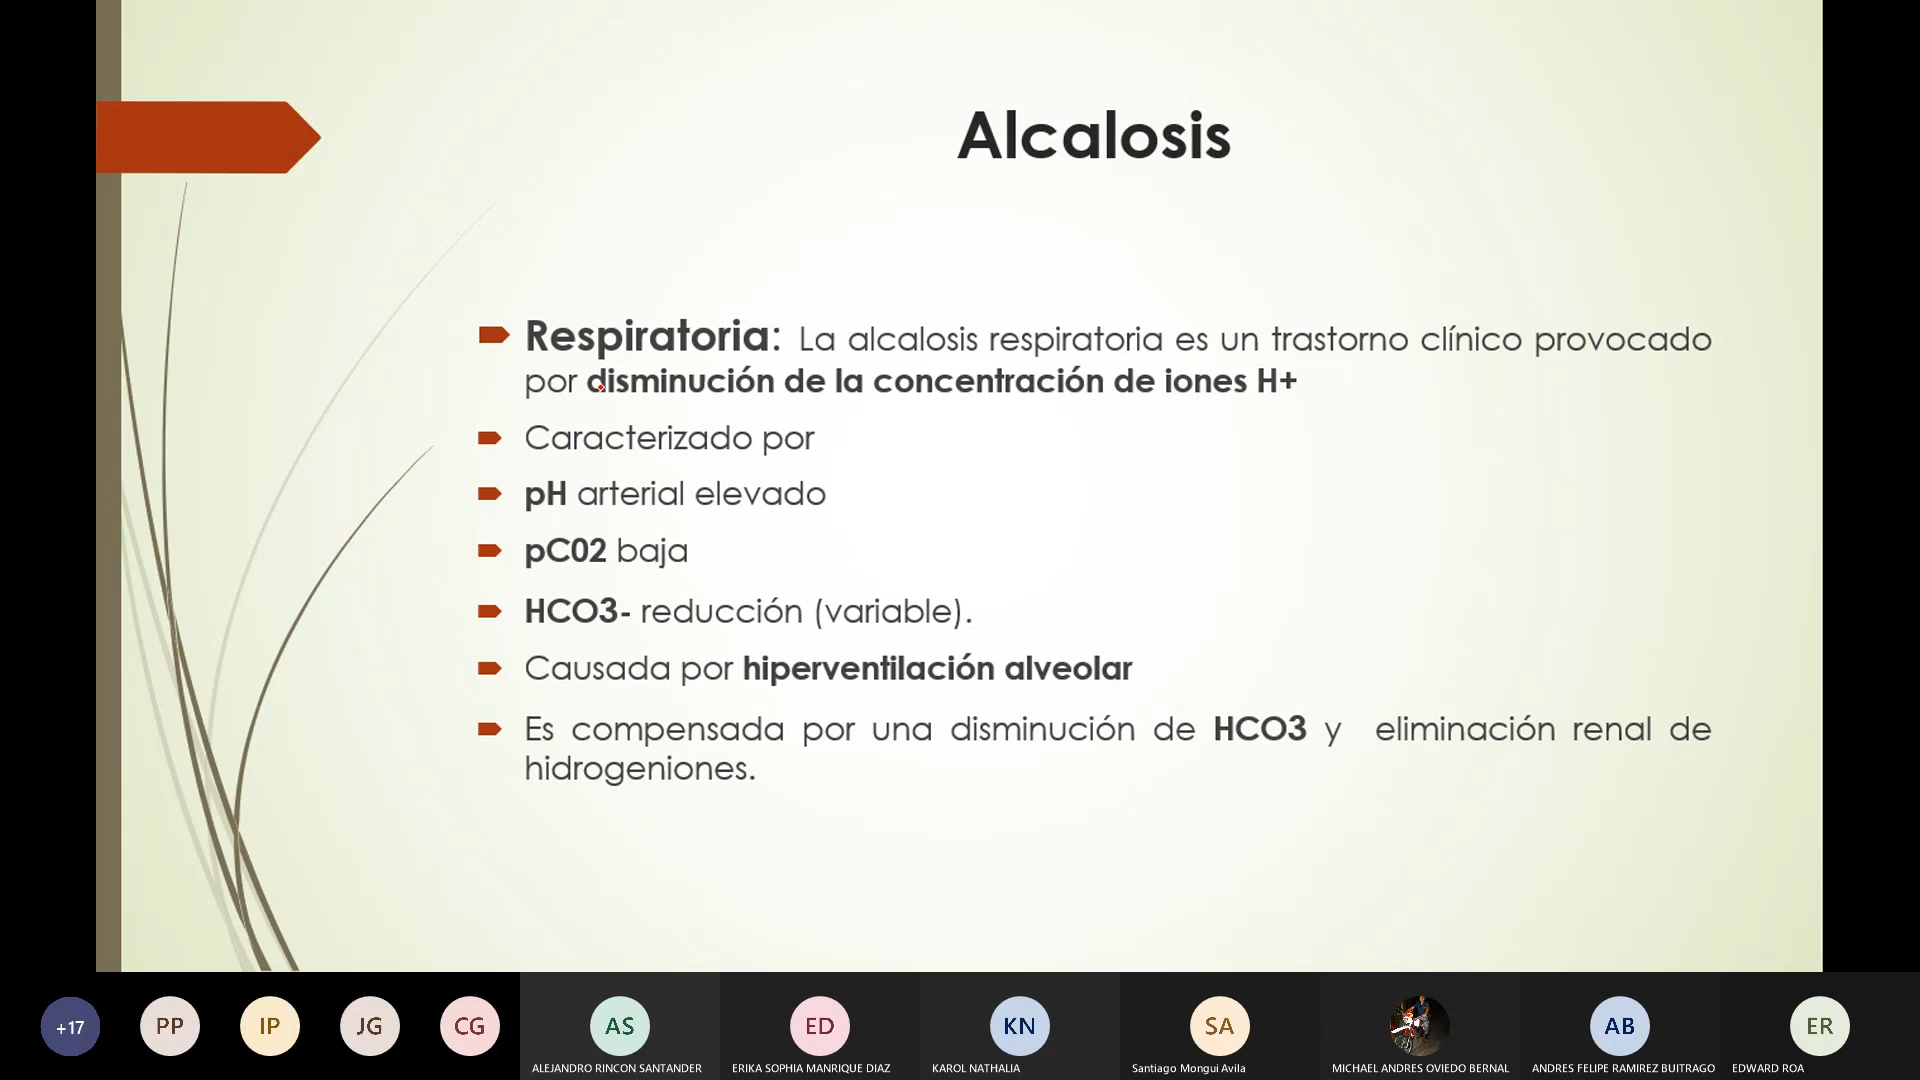 Alcalosis
Respiratoria: La alcalosis respiratoria es un trastorno clínico provocado
por disminución de la concentración de iones H+
Caracterizado por
pH arterial elevado
pC02 baja
HCO3- reducción (variable).
Causada por hiperventilación alveolar
Es compensada por una disminución de HCO3 y eliminación renal de
hidrogeniones.
+17 PP IP JG CG AS ED KN SA AB ER
ALEJANDRO RINCON SANTANDER ERIKA SOPHIA MANRIQUE DIAZ KAROL NATHALIA Santiago Mongui Avila MICHAEL ANDRES OVIEDO BERNAL ANDRES FELIPE RAMIREZ BUITRAGO EDWARD ROA